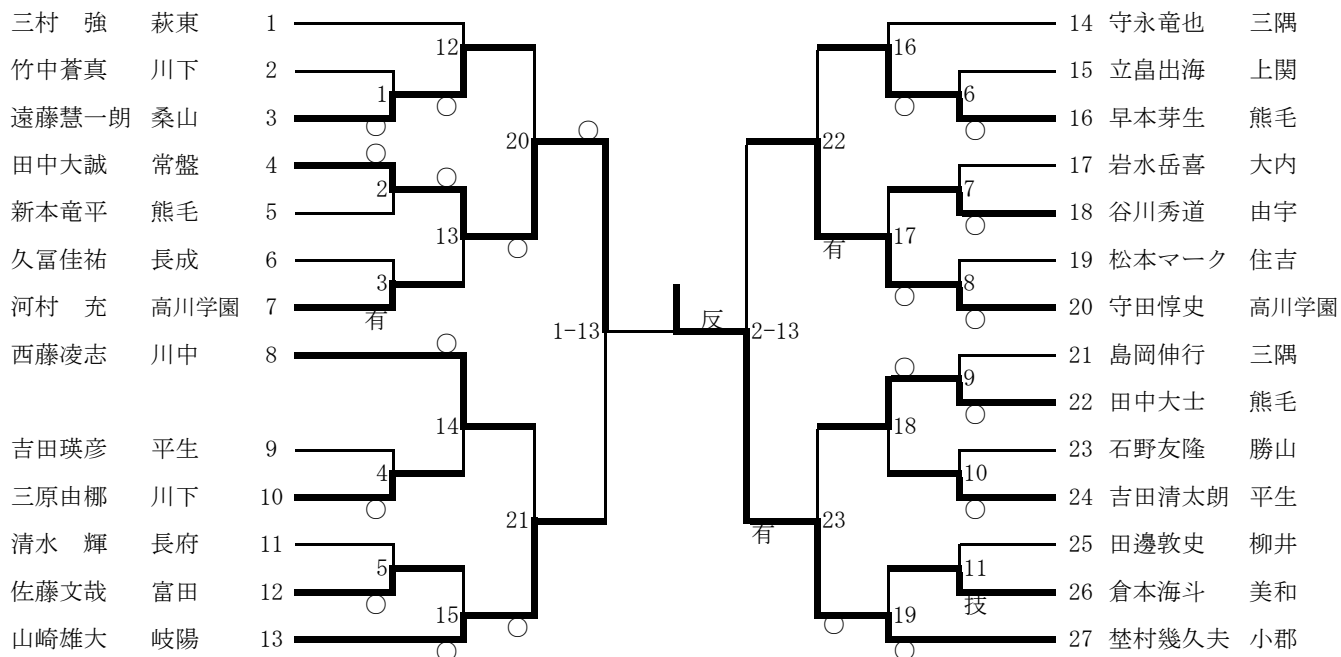 三村 強 萩東 1
竹中蒼真 川下 2
遠藤慧一朗 桑山 3
田中大誠 常盤 4
新本竜平 熊毛 5
久冨佳祐 長成 6
河村 充 高川学園 7
西藤凌志 川中 8
吉田瑛彦 平生 9
三原由梛 川下 10
清水 輝 長府 11
佐藤文哉 富田 12
山崎雄大 岐陽 13
12
1
○
○
○
2
○
20
○
13
○
3
有
○
14
4
○
21
5
○
15
○
○
1-13
反
2-13
16
6
○
○
22
7
○
有
17
8
○
○
○
9
○
18
10
○
有
23
11
技
19
○
○
14 守永竜也 三隅
15 立畠出海 上関
16 早本芽生 熊毛
17 岩水岳喜 大内
18 谷川秀道 由宇
19 松本マーク 住吉
20 守田惇史 高川学園
21 島岡伸行 三隅
22 田中大士 熊毛
23 石野友隆 勝山
24 吉田清太朗 平生
25 田邊敦史 柳井
26 倉本海斗 美和
27 埜村幾久夫 小郡